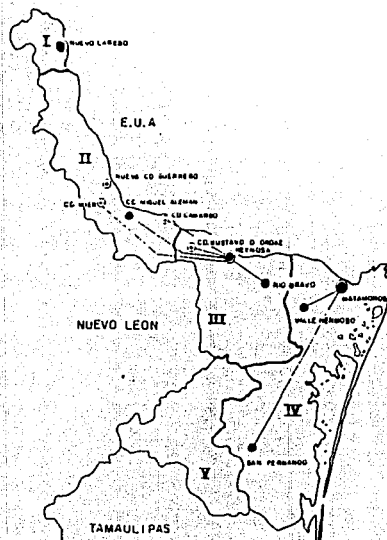 I
NUEVO LAREDO
E.U.A
II
NUEVA CD GUERRERO
CD. MIER
CD. MIGUEL ALEMAN
CD. CAMARGO
CD. GUSTAVO D ORDAZ
REYNOSA
RIO BRAVO
MATAMOROS
VALLE HERMOSO
NUEVO LEON
III
IV
SAN FERNANDO
V
TAMAULIPAS